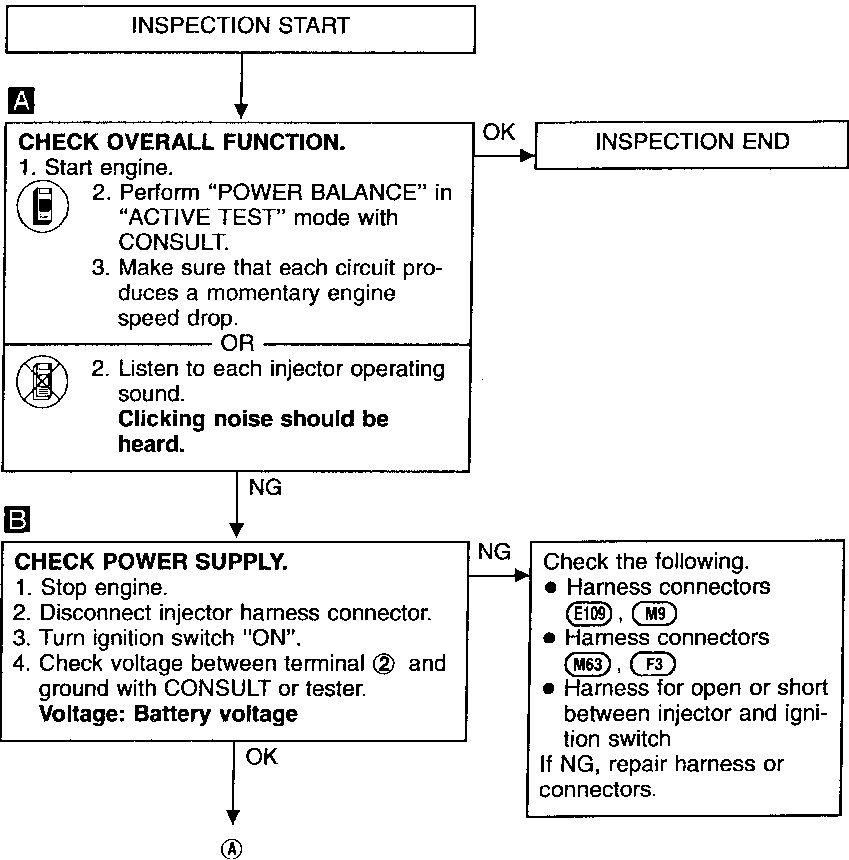 INSPECTION START
A
CHECK OVERALL FUNCTION.
1. Start engine.
2. Perform “POWER BALANCE” in
“ACTIVE TEST” mode with
CONSULT.
3. Make sure that each circuit pro-
duces a momentary engine
speed drop.
OR
2. Listen to each injector operating
sound.
Clicking noise should be
heard.
OK
INSPECTION END
NG
B
CHECK POWER SUPPLY.
1. Stop engine.
2. Disconnect injector harness connector.
3. Turn ignition switch "ON".
4. Check voltage between terminal ② and
ground with CONSULT or tester.
Voltage: Battery voltage
NG
Check the following.
● Harness connectors
E109 , M9
● Harness connectors
M63 , F3
● Harness for open or short
between injector and igni-
tion switch
If NG, repair harness or
connectors.
OK
Ⓐ